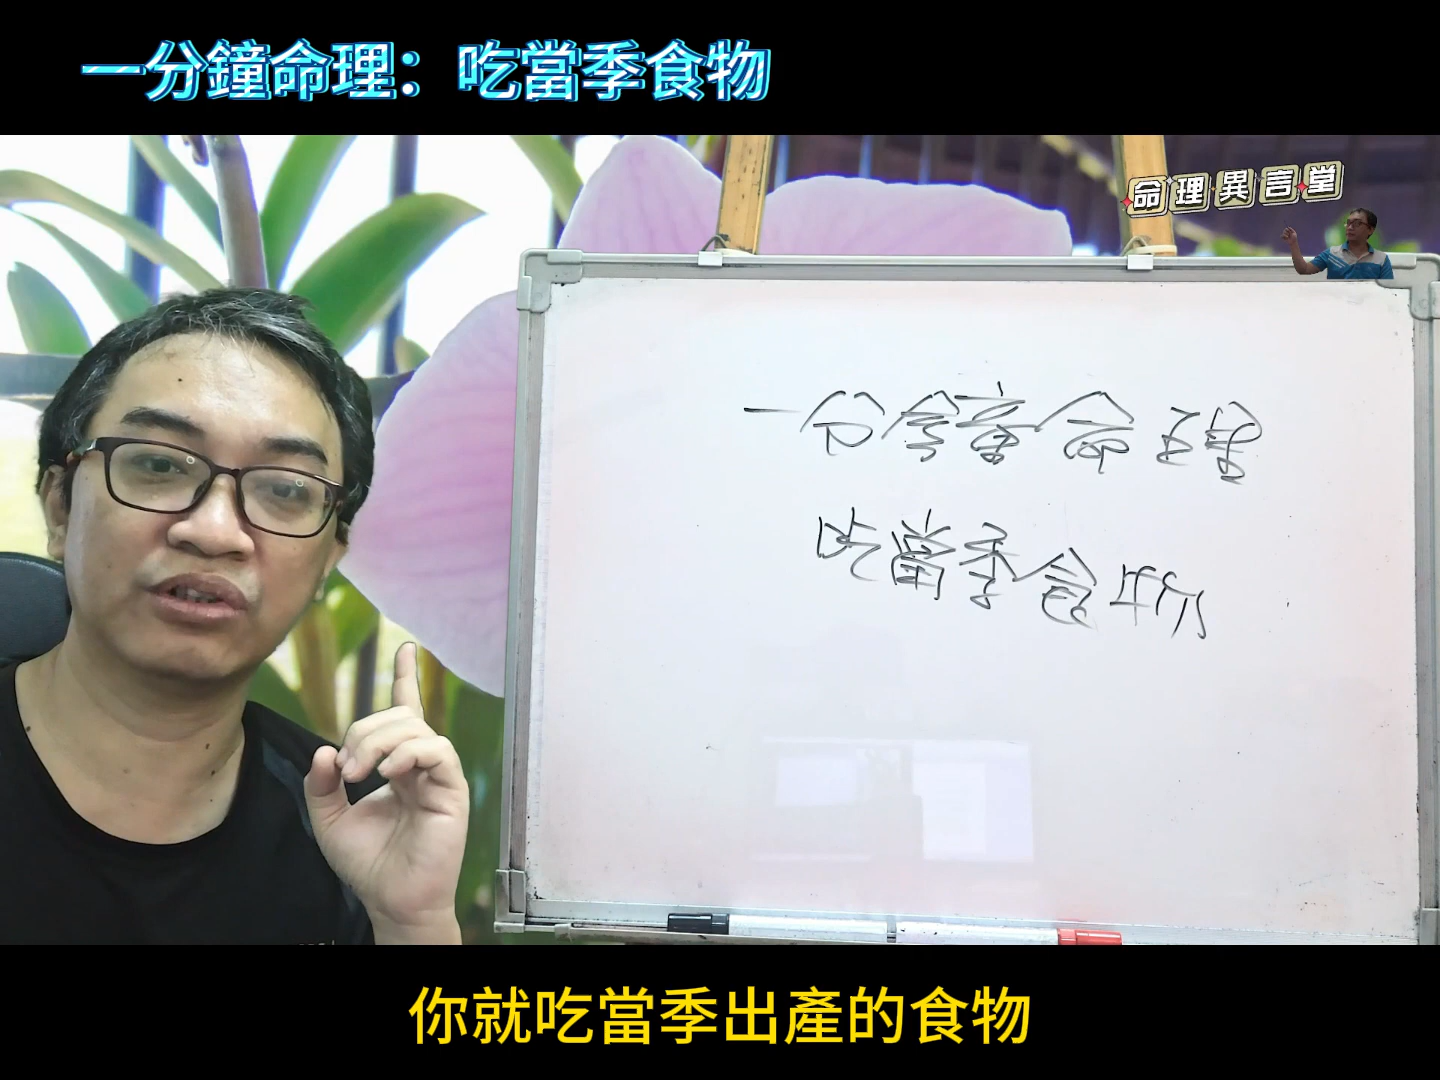 一分鐘命理：吃當季食物
命理異言堂
一分鐘命理
吃當季食物
你就吃當季出產的食物